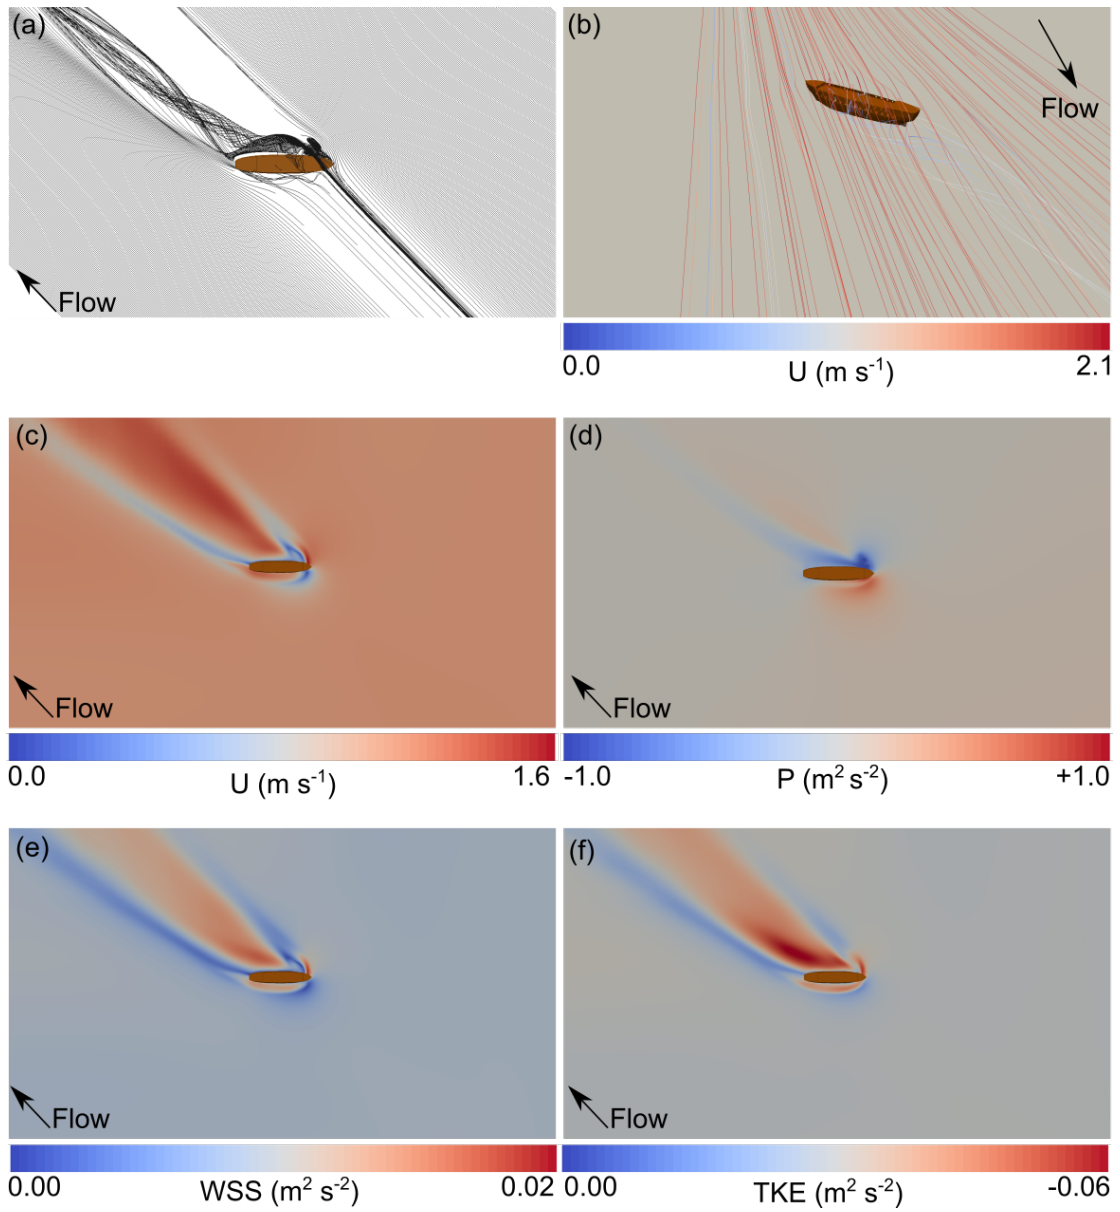 (a)
Flow
(b)
Flow
0.0 U (m s⁻¹) 2.1
(c)
Flow
0.0 U (m s⁻¹) 1.6
(d)
Flow
-1.0 P (m² s⁻²) +1.0
(e)
Flow
0.00 WSS (m² s⁻²) 0.02
(f)
Flow
0.00 TKE (m² s⁻²) -0.06